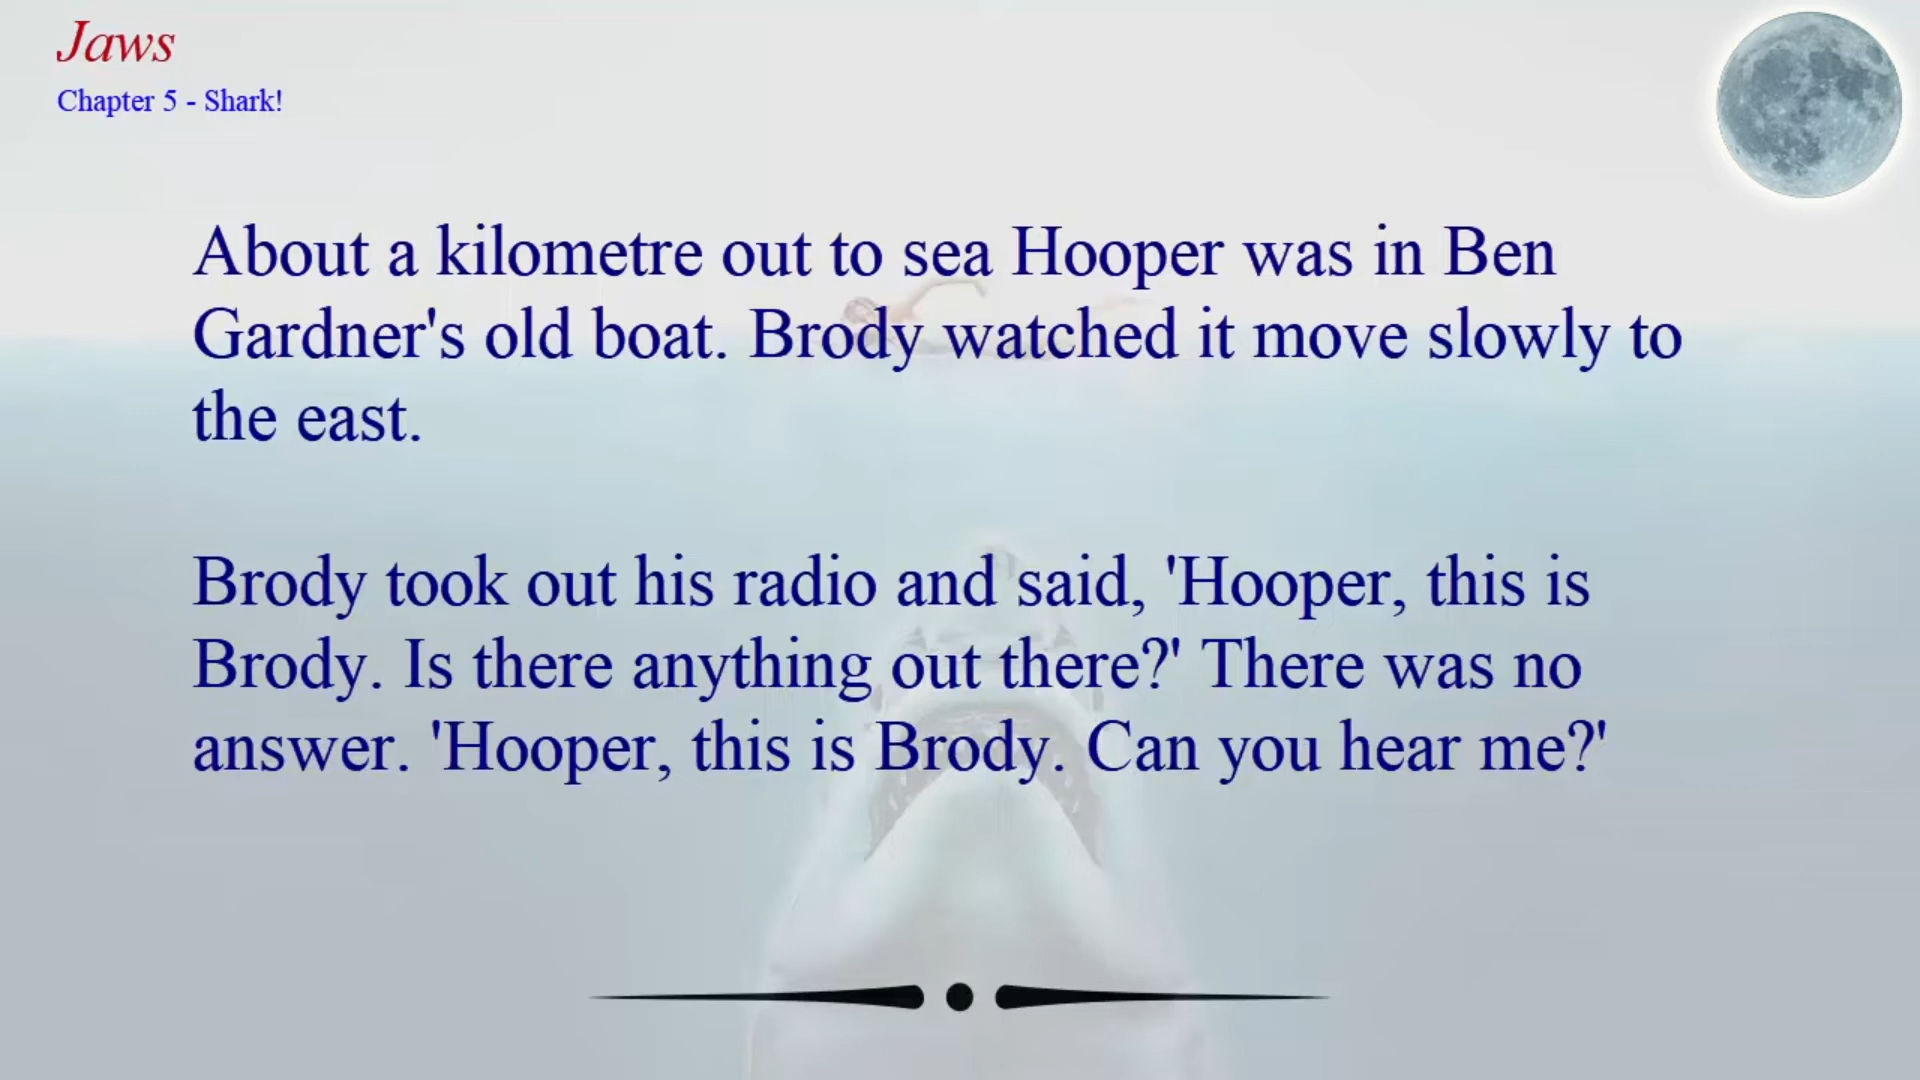 Jaws
Chapter 5 - Shark!
About a kilometre out to sea Hooper was in Ben
Gardner's old boat. Brody watched it move slowly to
the east.
Brody took out his radio and said, 'Hooper, this is
Brody. Is there anything out there?' There was no
answer. 'Hooper, this is Brody. Can you hear me?'